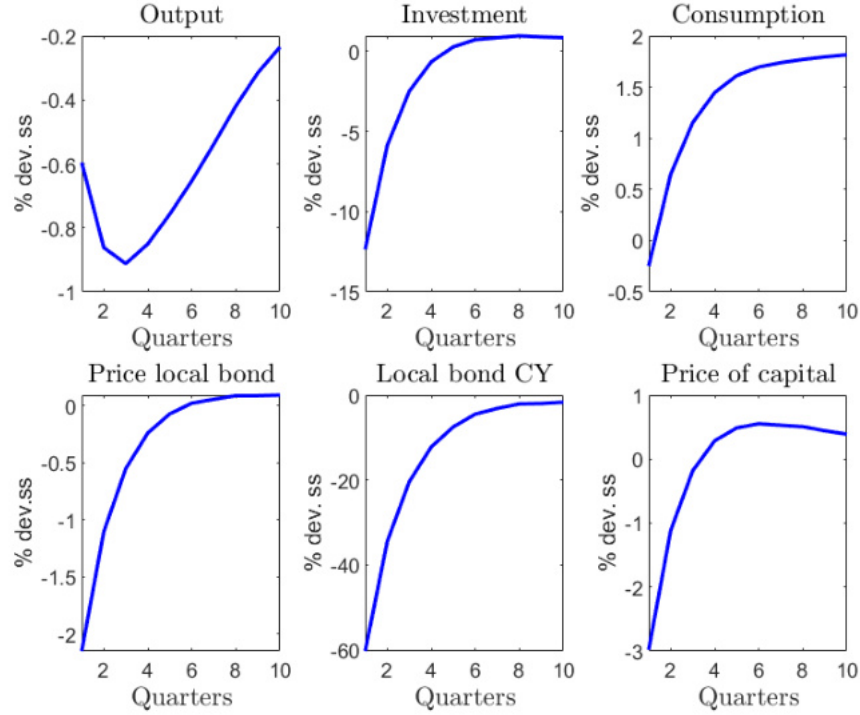 Output
% dev. ss
-0.2
-0.4
-0.6
-0.8
-1
2 4 6 8 10
Quarters
Investment
% dev. ss
0
-5
-10
-15
2 4 6 8 10
Quarters
Consumption
% dev. ss
2
1.5
1
0.5
0
-0.5
2 4 6 8 10
Quarters
Price local bond
% dev.ss
0
-0.5
-1
-1.5
-2
2 4 6 8 10
Quarters
Local bond CY
% dev. ss
0
-20
-40
-60
2 4 6 8 10
Quarters
Price of capital
% dev. ss
1
0
-1
-2
-3
2 4 6 8 10
Quarters